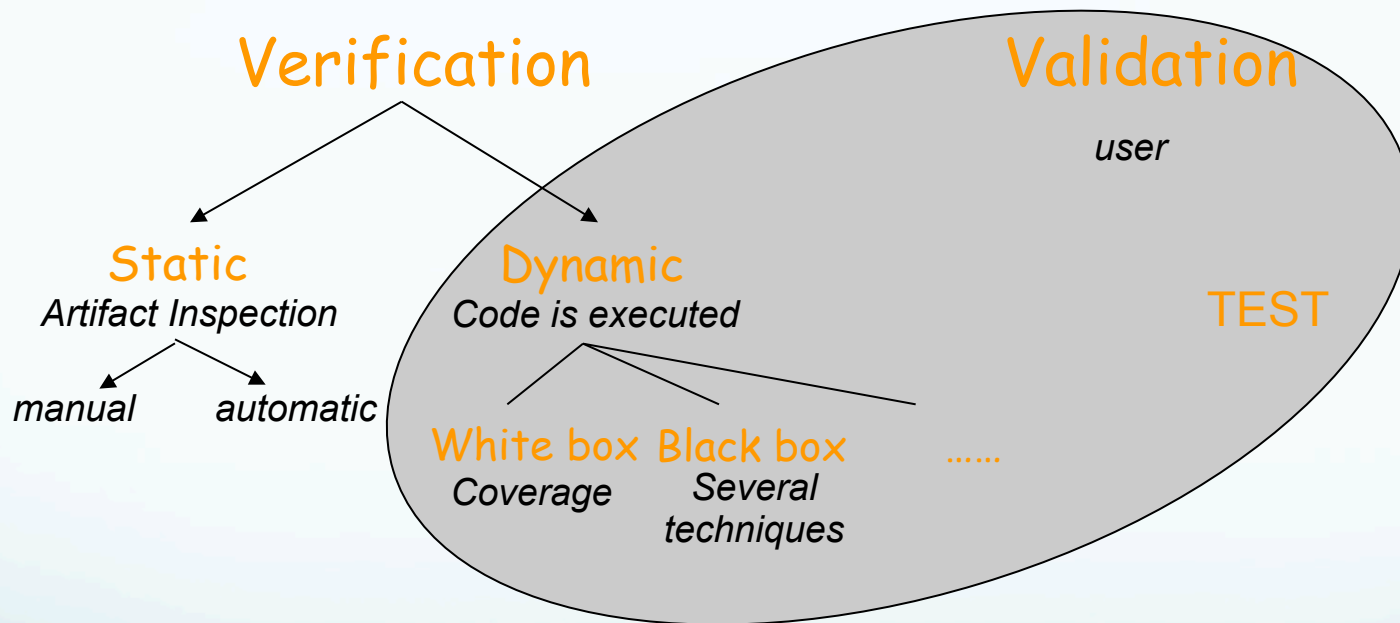 Verification
Validation
user
Static
Artifact Inspection
Dynamic
Code is executed
TEST
manual
automatic
White box
Coverage
Black box
Several
techniques
......